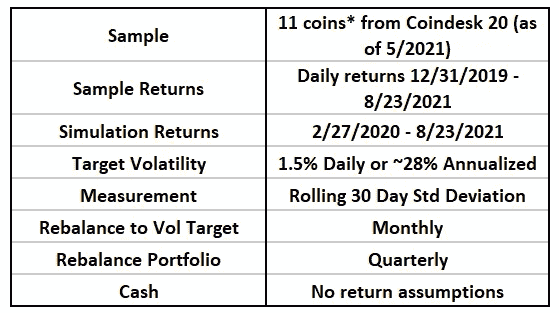 Sample
11 coins* from Coindesk 20 (as
of 5/2021)
Sample Returns
Daily returns 12/31/2019 -
8/23/2021
Simulation Returns
2/27/2020 - 8/23/2021
Target Volatility
1.5% Daily or ~28% Annualized
Measurement
Rolling 30 Day Std Deviation
Rebalance to Vol Target
Monthly
Rebalance Portfolio
Quarterly
Cash
No return assumptions